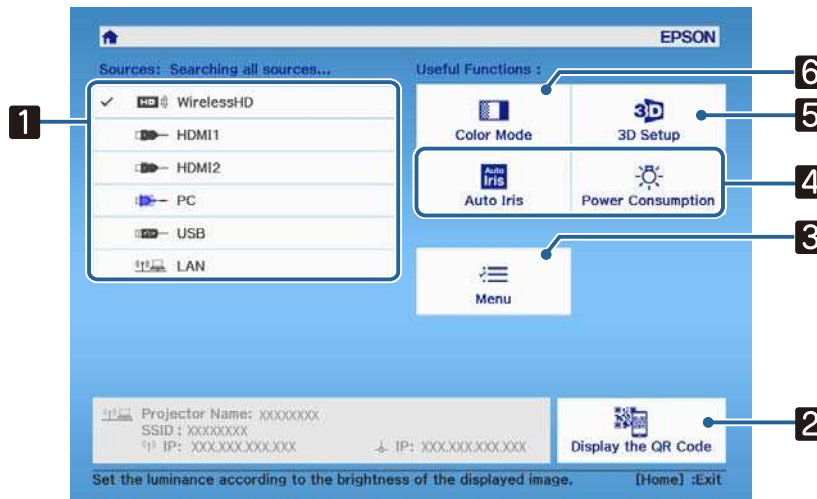 EPSON
Sources: Searching all sources...
Useful Functions :
1
HD WirelessHD
HDMI1
HDMI2
PC
USB
LAN
6
Color Mode
5
3D
3D Setup
4
Auto Iris
Auto Iris
Power Consumption
3
Menu
Projector Name: XXXXXXXX
SSID : XXXXXXXX
IP: XXX.XXX.XXX.XXX
IP: XXX.XXX.XXX.XXX
2
Display the QR Code
Set the luminance according to the brightness of the displayed image.
[Home] :Exit